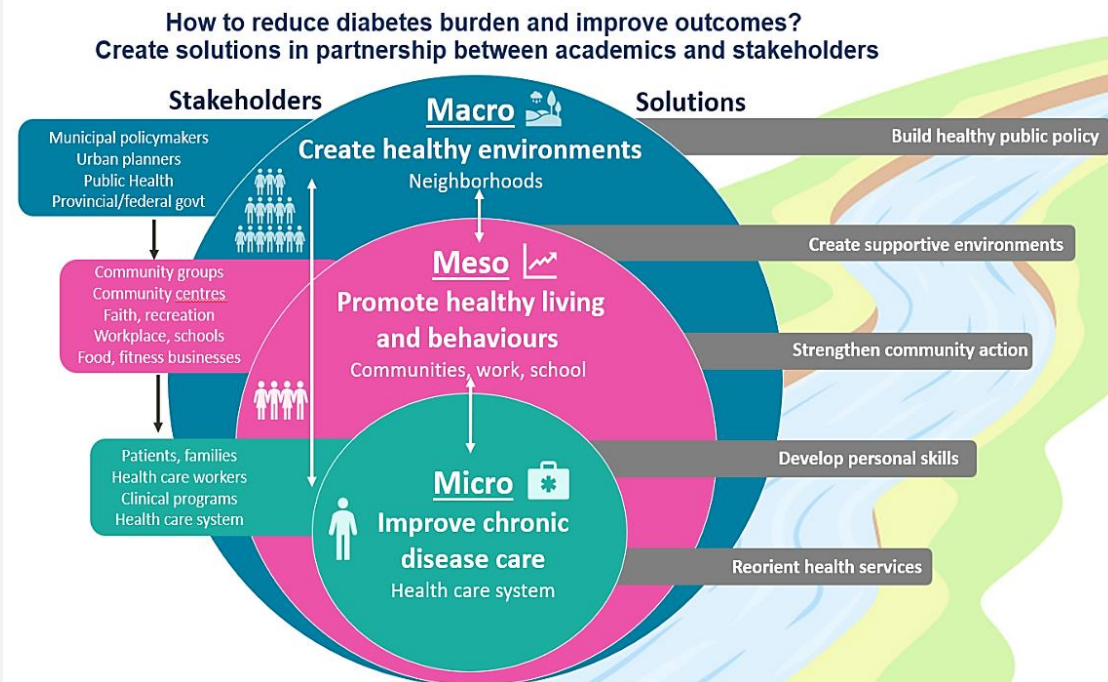 How to reduce diabetes burden and improve outcomes?
Create solutions in partnership between academics and stakeholders
Stakeholders
Municipal policymakers
Urban planners
Public Health
Provincial/federal govt
Community groups
Community centres
Faith, recreation
Workplace, schools
Food, fitness businesses
Patients, families
Health care workers
Clinical programs
Health care system
Macro
Create healthy environments
Neighborhoods
Meso
Promote healthy living
and behaviours
Communities, work, school
Micro
Improve chronic
disease care
Health care system
Solutions
Build healthy public policy
Create supportive environments
Strengthen community action
Develop personal skills
Reorient health services